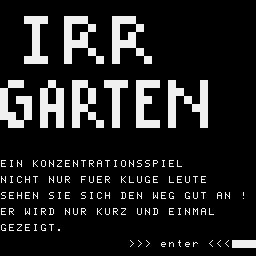 IRR
GARTEN
EIN KONZENTRATIONSSPIEL
NICHT NUR FUER KLUGE LEUTE
SEHEN SIE SICH DEN WEG GUT AN !
ER WIRD NUR KURZ UND EINMAL
GEZEIGT.
>>> enter <<<